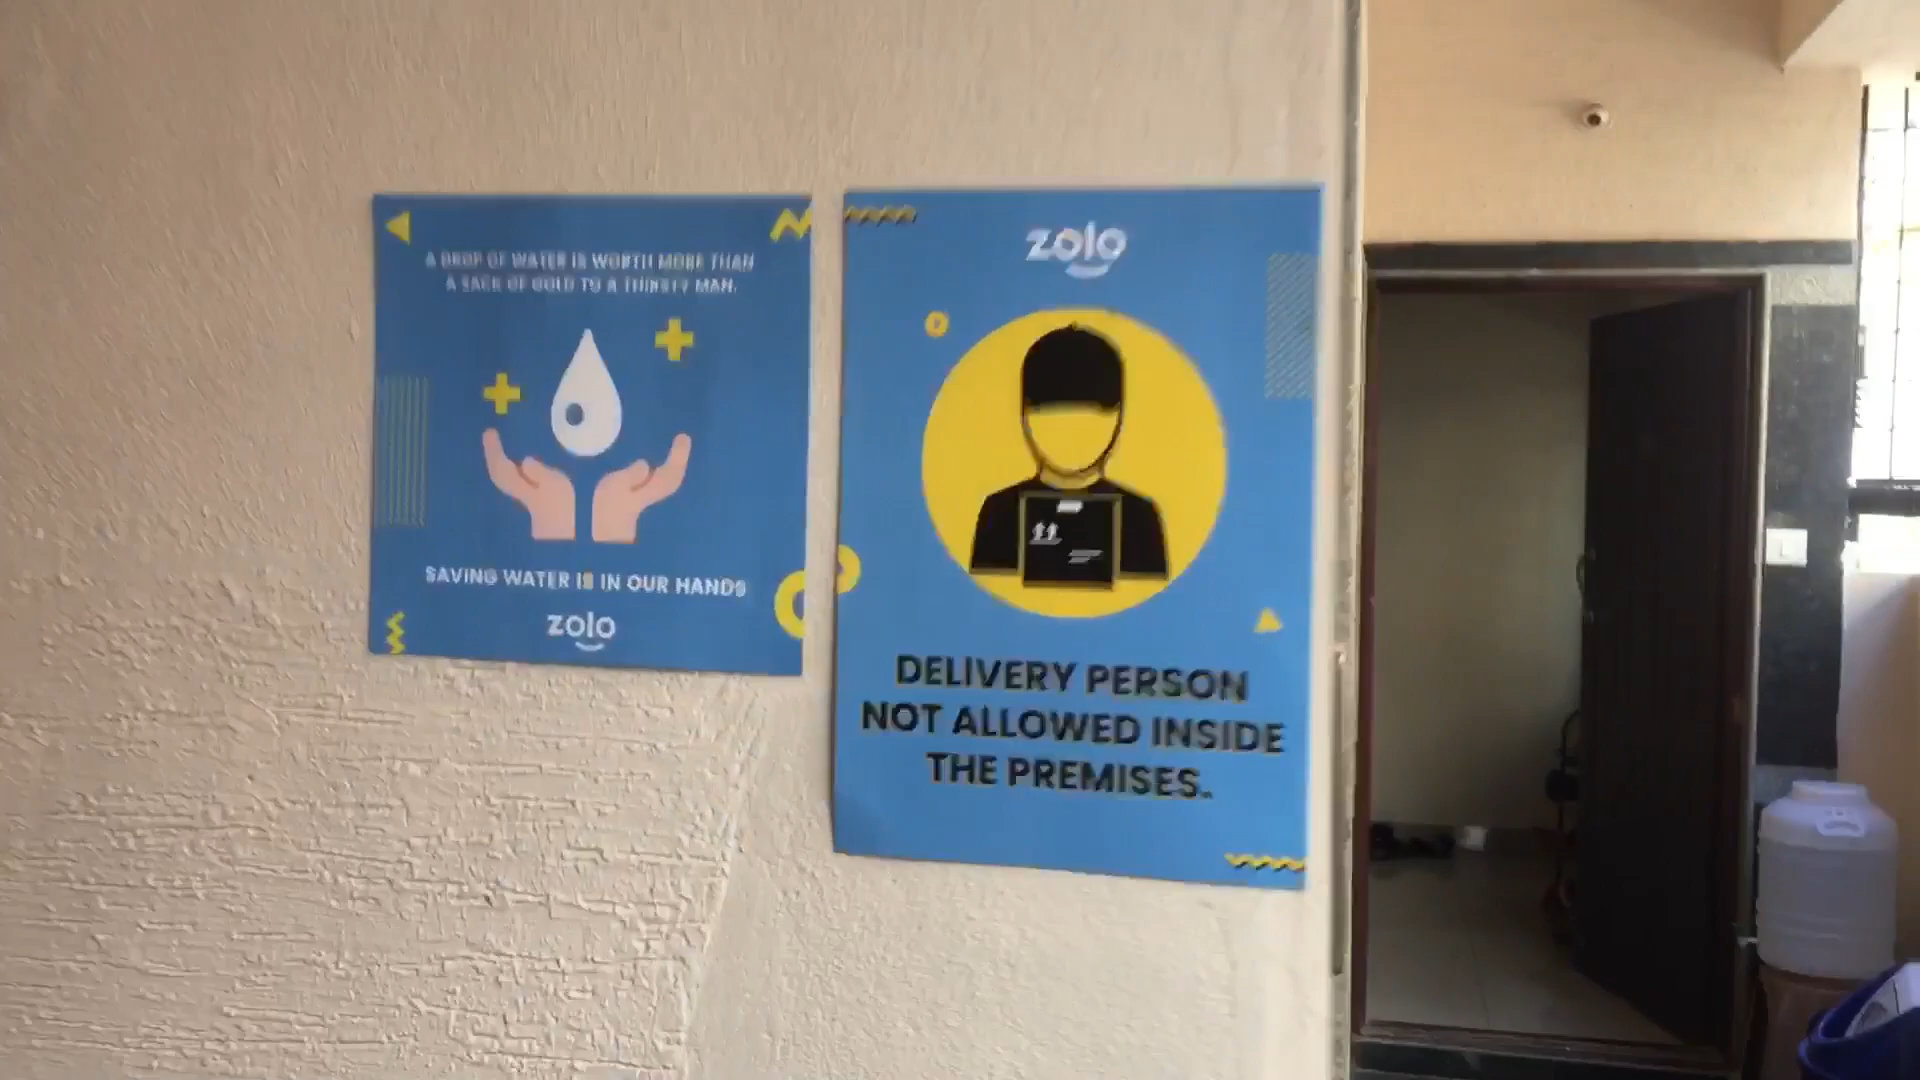 A DROP OF WATER IS WORTH MORE THAN
A SACK OF GOLD TO A THIRSTY MAN.
SAVING WATER IS IN OUR HANDS
zolo
zolo
DELIVERY PERSON
NOT ALLOWED INSIDE
THE PREMISES.